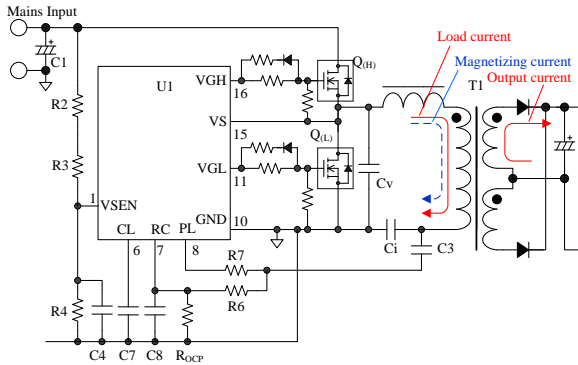 Mains Input
Load current
Magnetizing current
Output current
C1
U1
VGH
16
Q(H)
T1
R2
VS
15
Q(L)
R3
VGL
11
Cv
1
VSEN
GND
10
CL
RC
PL
6
7
8
Ci
C3
R7
R6
R4
C4
C7
C8
ROCP